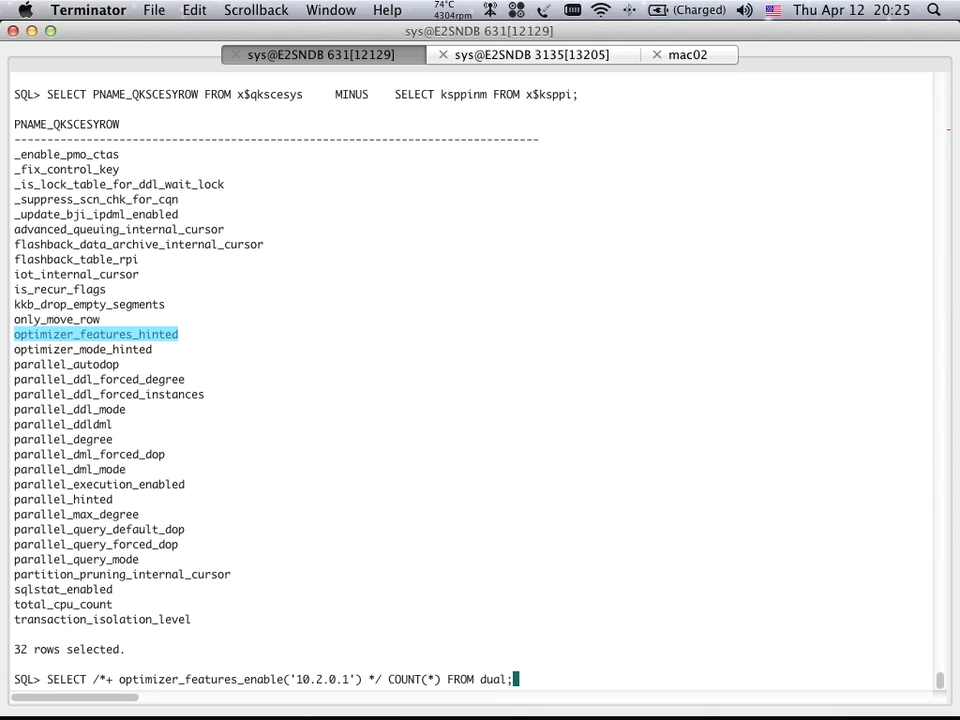 Terminator File Edit Scrollback Window Help 74°C 4304rpm (Charged) Thu Apr 12 20:25
sys@E2SNDB 631[12129]
sys@E2SNDB 631[12129] sys@E2SNDB 3135[13205] mac02
SQL> SELECT PNAME_QKSCESYROW FROM x$qkscesys MINUS SELECT ksppinm FROM x$ksppi;
PNAME_QKSCESYROW
--------------------------------------------------------------------------------
_enable_pmo_ctas
_fix_control_key
_is_lock_table_for_ddl_wait_lock
_suppress_scn_chk_for_cqn
_update_bji_ipdml_enabled
advanced_queuing_internal_cursor
flashback_data_archive_internal_cursor
flashback_table_rpi
iot_internal_cursor
is_recur_flags
kkb_drop_empty_segments
only_move_row
optimizer_features_hinted
optimizer_mode_hinted
parallel_autodop
parallel_ddl_forced_degree
parallel_ddl_forced_instances
parallel_ddl_mode
parallel_ddldml
parallel_degree
parallel_dml_forced_dop
parallel_dml_mode
parallel_execution_enabled
parallel_hinted
parallel_max_degree
parallel_query_default_dop
parallel_query_forced_dop
parallel_query_mode
partition_pruning_internal_cursor
sqlstat_enabled
total_cpu_count
transaction_isolation_level
32 rows selected.
SQL> SELECT /*+ optimizer_features_enable('10.2.0.1') */ COUNT(*) FROM dual;